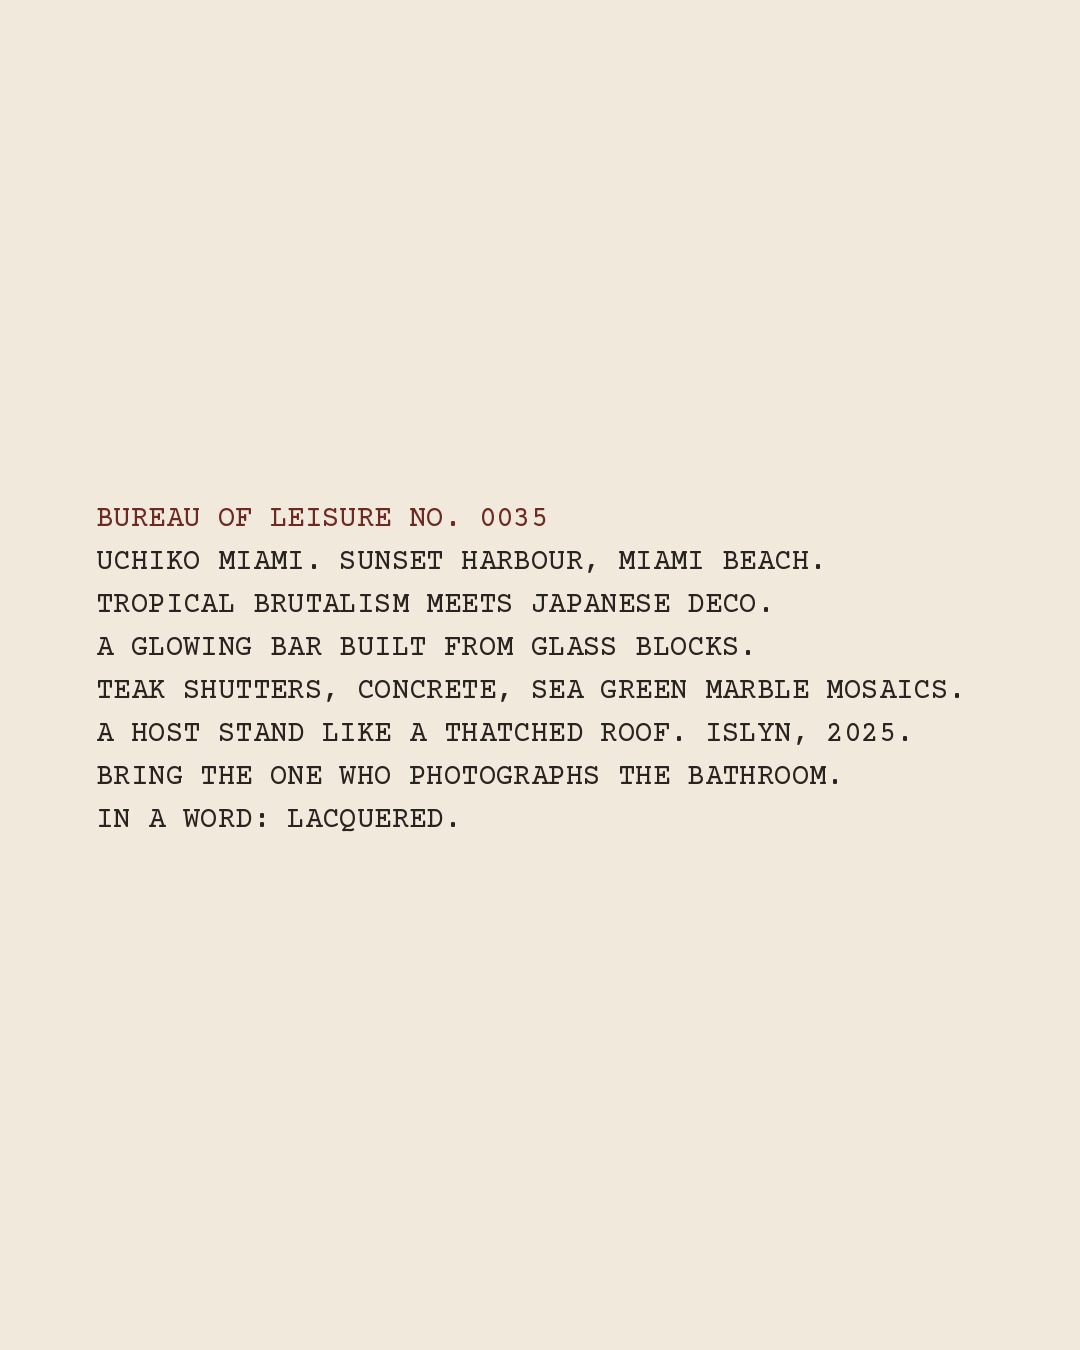 BUREAU OF LEISURE NO. 0035
UCHIKO MIAMI. SUNSET HARBOUR, MIAMI BEACH.
TROPICAL BRUTALISM MEETS JAPANESE DECO.
A GLOWING BAR BUILT FROM GLASS BLOCKS.
TEAK SHUTTERS, CONCRETE, SEA GREEN MARBLE MOSAICS.
A HOST STAND LIKE A THATCHED ROOF. ISLYN, 2025.
BRING THE ONE WHO PHOTOGRAPHS THE BATHROOM.
IN A WORD: LACQUERED.